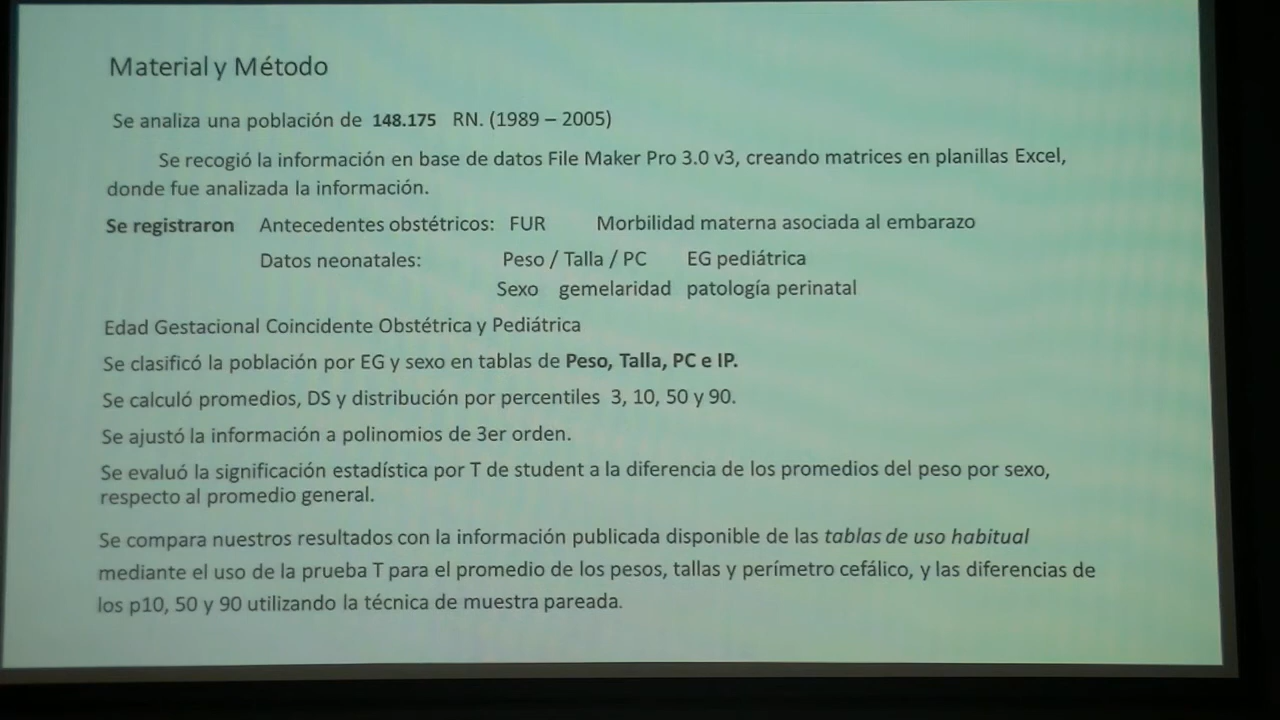 Material y Método
Se analiza una población de 148.175 RN. (1989 – 2005)
Se recogió la información en base de datos File Maker Pro 3.0 v3, creando matrices en planillas Excel,
donde fue analizada la información.
Se registraron Antecedentes obstétricos: FUR Morbilidad materna asociada al embarazo
Datos neonatales: Peso / Talla / PC EG pediátrica
Sexo gemelaridad patología perinatal
Edad Gestacional Coincidente Obstétrica y Pediátrica
Se clasificó la población por EG y sexo en tablas de Peso, Talla, PC e IP.
Se calculó promedios, DS y distribución por percentiles 3, 10, 50 y 90.
Se ajustó la información a polinomios de 3er orden.
Se evaluó la significación estadística por T de student a la diferencia de los promedios del peso por sexo,
respecto al promedio general.
Se compara nuestros resultados con la información publicada disponible de las tablas de uso habitual
mediante el uso de la prueba T para el promedio de los pesos, tallas y perímetro cefálico, y las diferencias de
los p10, 50 y 90 utilizando la técnica de muestra pareada.